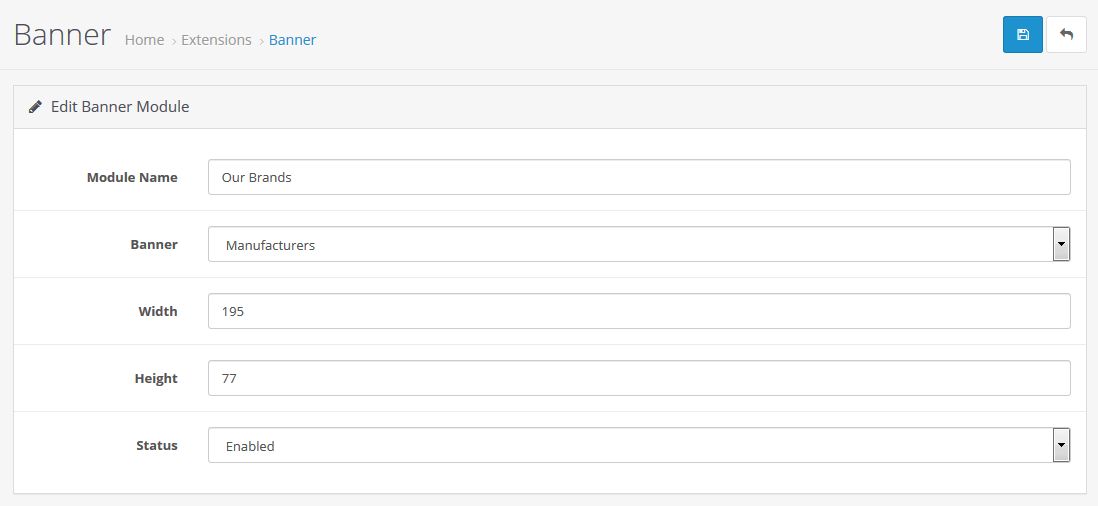 Banner Home › Extensions › Banner
Edit Banner Module
Module Name Our Brands
Banner Manufacturers
Width 195
Height 77
Status Enabled